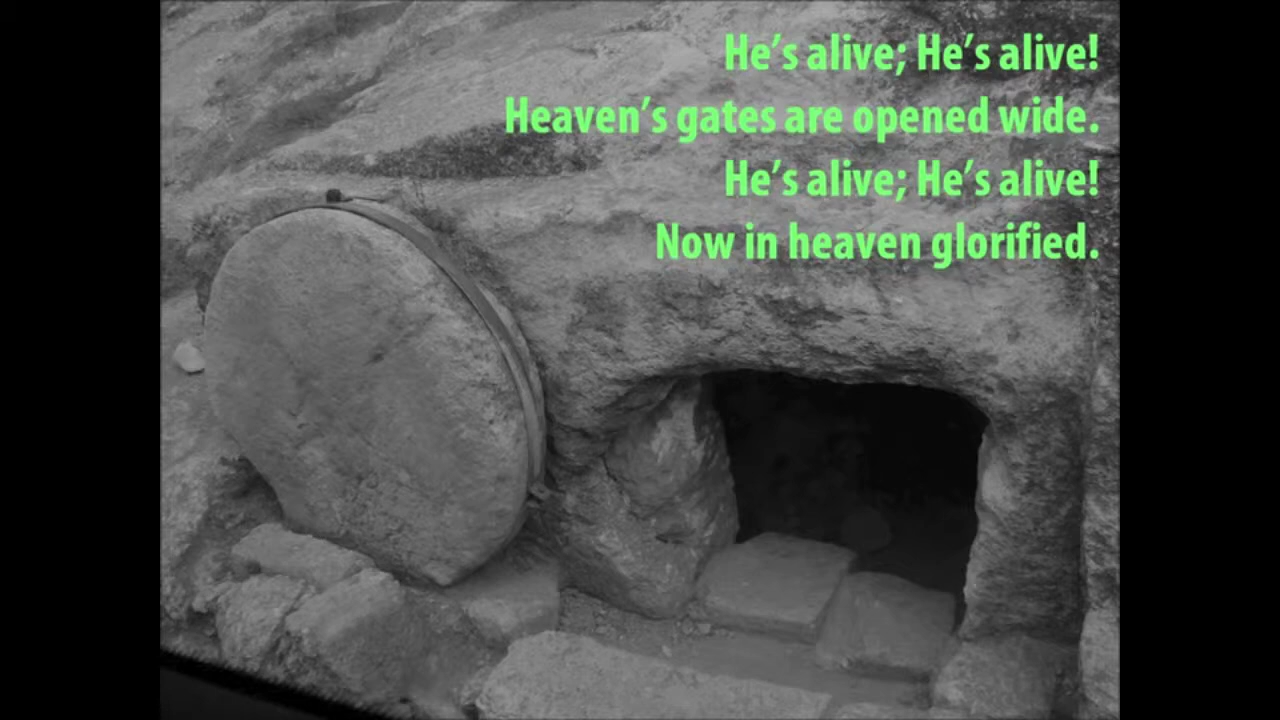 He’s alive; He’s alive!
Heaven’s gates are opened wide.
He’s alive; He’s alive!
Now in heaven glorified.